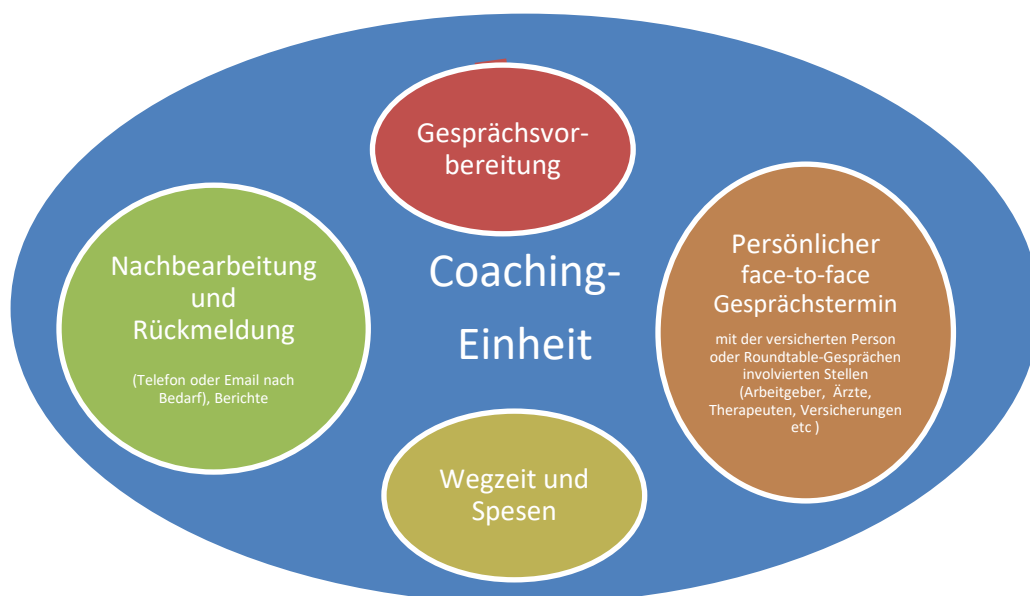 Gesprächsvor-
bereitung
Nachbearbeitung
und
Rückmeldung
(Telefon oder Email nach
Bedarf), Berichte
Coaching-
Einheit
Persönlicher
face-to-face
Gesprächstermin
mit der versicherten Person
oder Roundtable-Gesprächen
involvierten Stellen
(Arbeitgeber, Ärzte,
Therapeuten, Versicherungen
etc )
Wegzeit und
Spesen